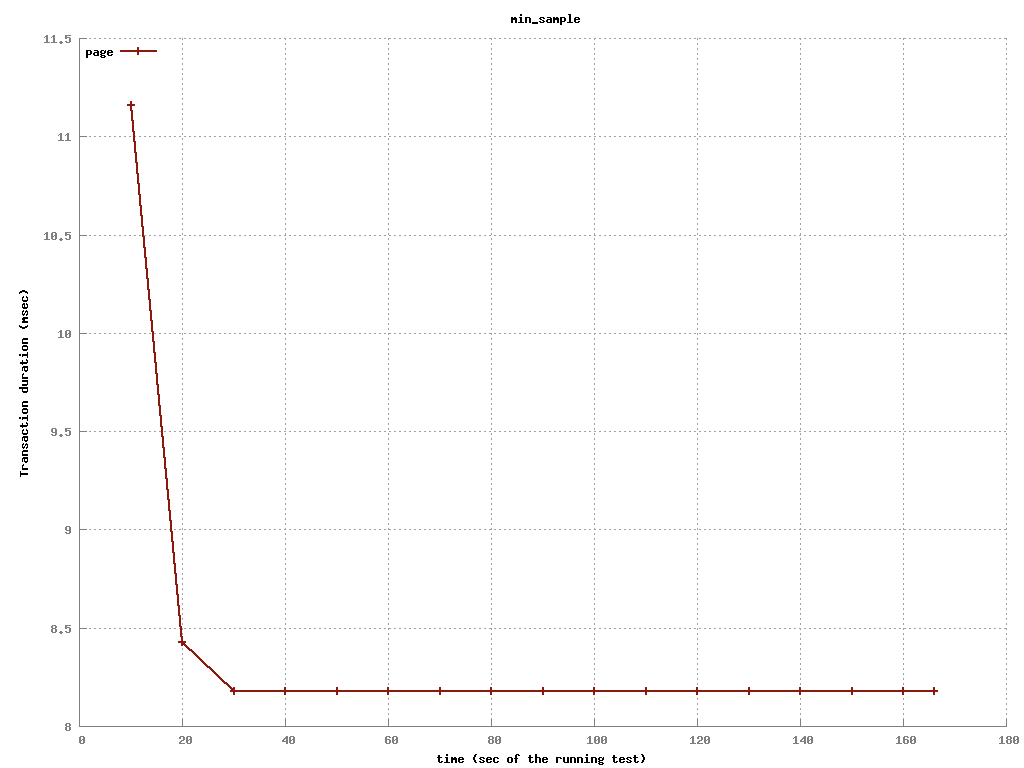 min_sample
page
11.5
11
10.5
10
9.5
9
8.5
8
Transaction duration (msec)
0 20 40 60 80 100 120 140 160 180
time (sec of the running test)